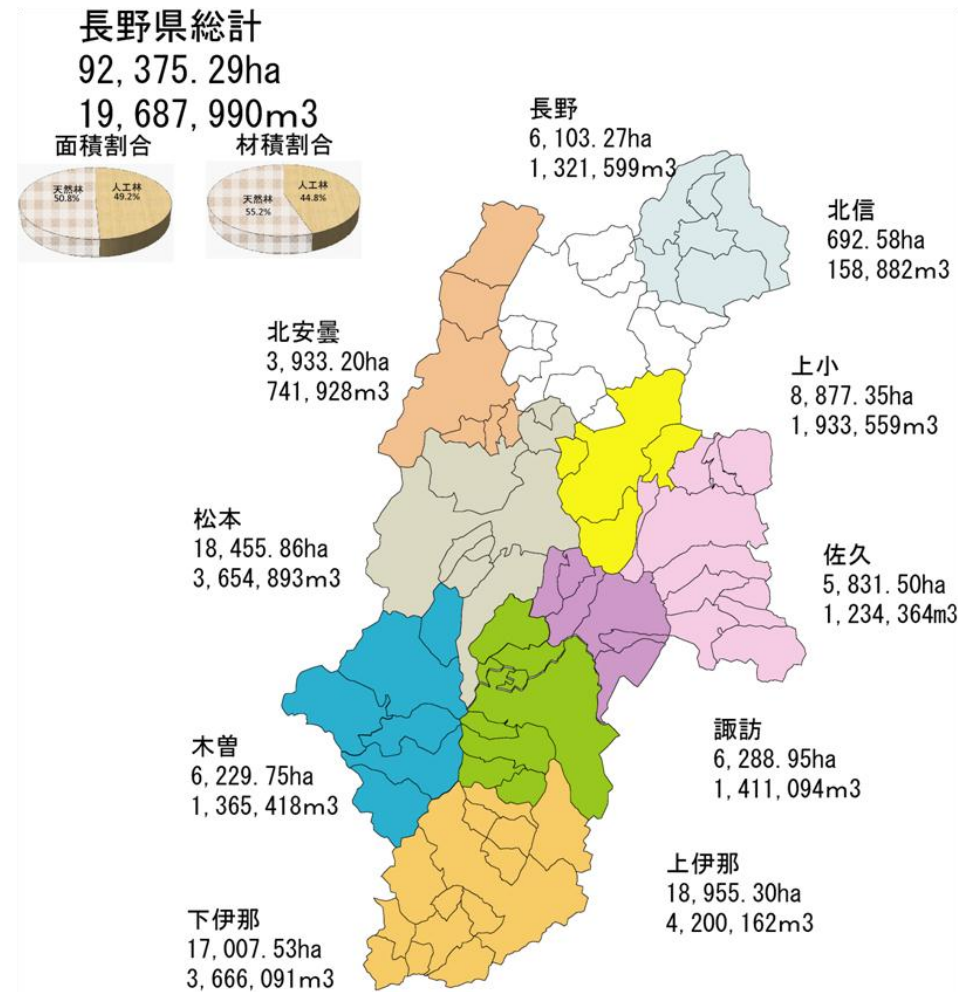 長野県総計
92,375.29ha
19,687,990m3
面積割合
材積割合
天然林
50.8%
人工林
49.2%
天然林
55.2%
人工林
44.8%
長野
6,103.27ha
1,321,599m3
北信
692.58ha
158,882m3
北安曇
3,933.20ha
741,928m3
上小
8,877.35ha
1,933,559m3
松本
18,455.86ha
3,654,893m3
佐久
5,831.50ha
1,234,364m3
木曽
6,229.75ha
1,365,418m3
諏訪
6,288.95ha
1,411,094m3
上伊那
18,955.30ha
4,200,162m3
下伊那
17,007.53ha
3,666,091m3